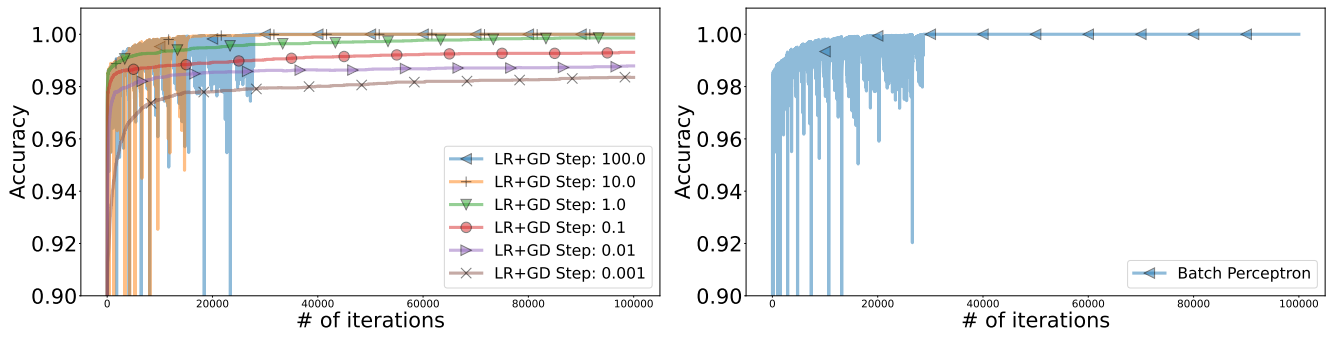 Accuracy
1.00
0.98
0.96
0.94
0.92
0.90
0
20000
40000
60000
80000
100000
# of iterations
LR+GD Step: 100.0
LR+GD Step: 10.0
LR+GD Step: 1.0
LR+GD Step: 0.1
LR+GD Step: 0.01
LR+GD Step: 0.001
Accuracy
1.00
0.98
0.96
0.94
0.92
0.90
0
20000
40000
60000
80000
100000
# of iterations
Batch Perceptron